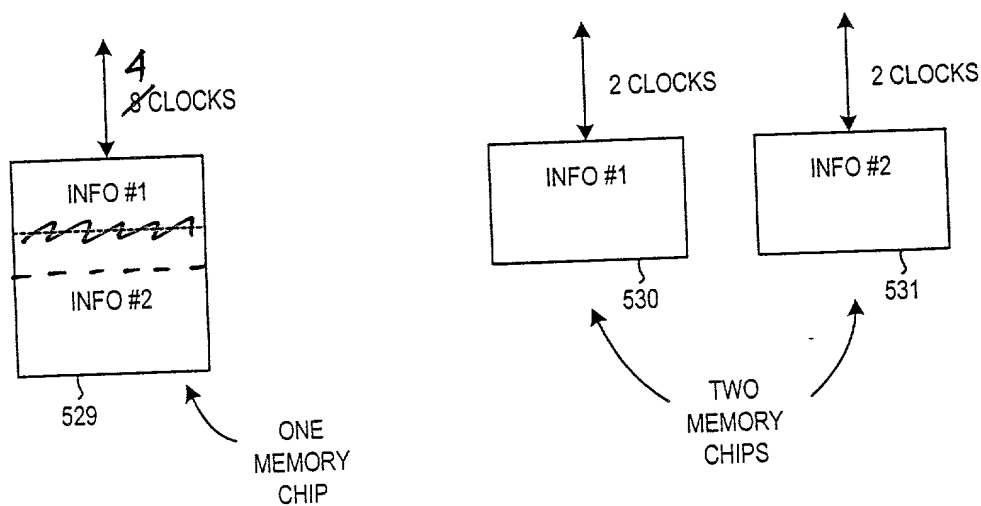 4
8 CLOCKS
INFO #1
INFO #2
529
ONE
MEMORY
CHIP
2 CLOCKS
INFO #1
530
2 CLOCKS
INFO #2
531
TWO
MEMORY
CHIPS